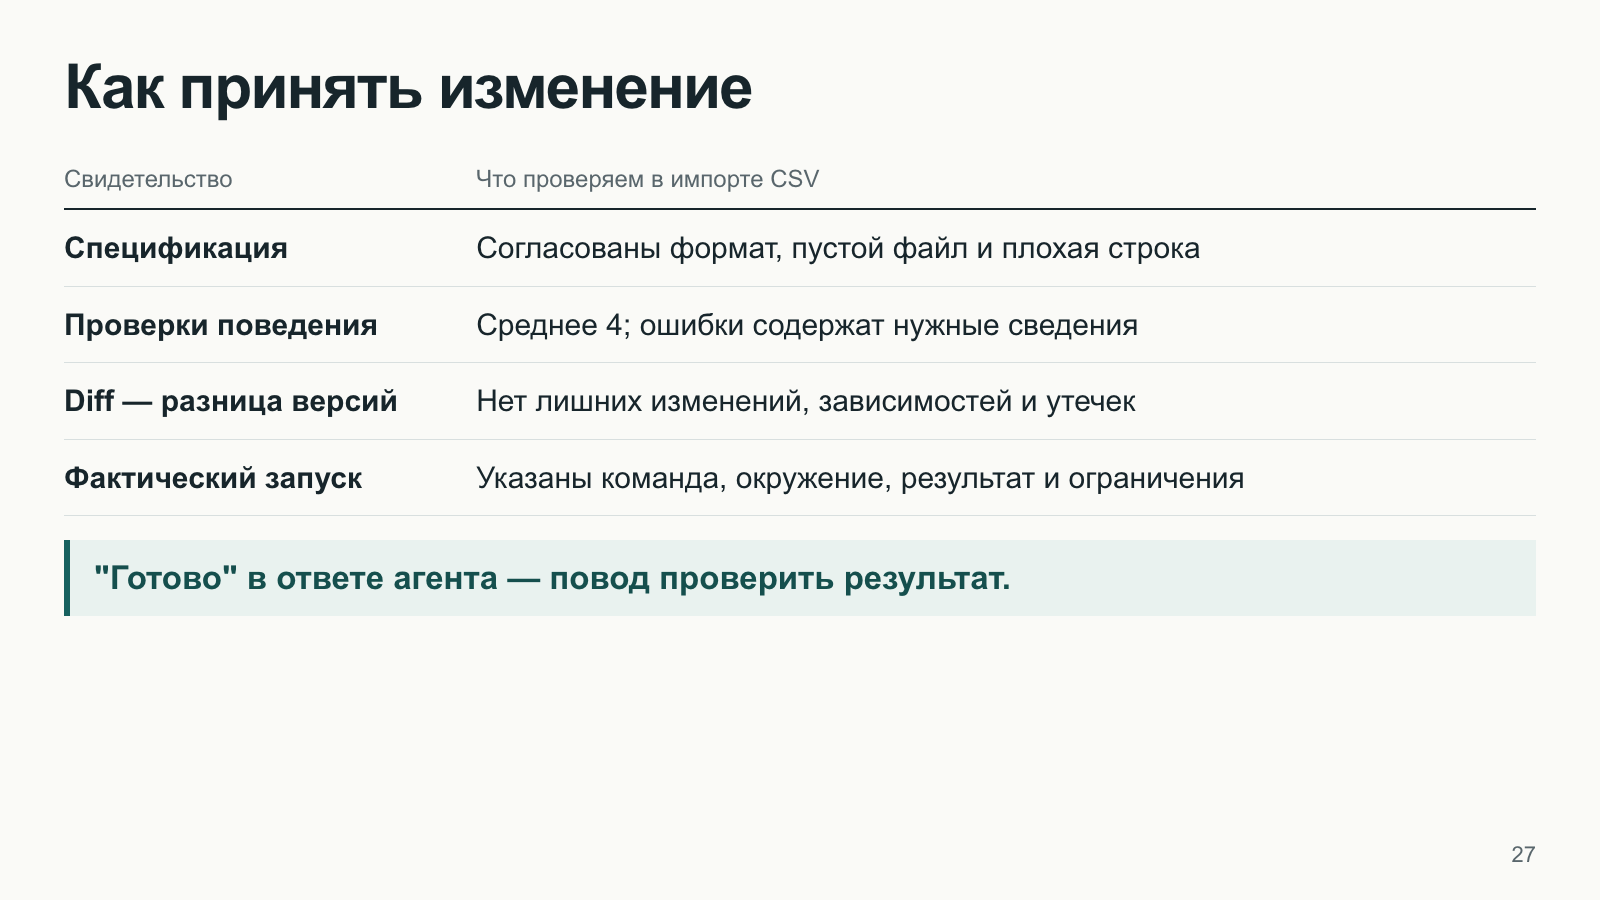 Как принять изменение
Свидетельство Что проверяем в импорте CSV
Спецификация Согласованы формат, пустой файл и плохая строка
Проверки поведения Среднее 4; ошибки содержат нужные сведения
Diff — разница версий Нет лишних изменений, зависимостей и утечек
Фактический запуск Указаны команда, окружение, результат и ограничения
"Готово" в ответе агента — повод проверить результат.
27